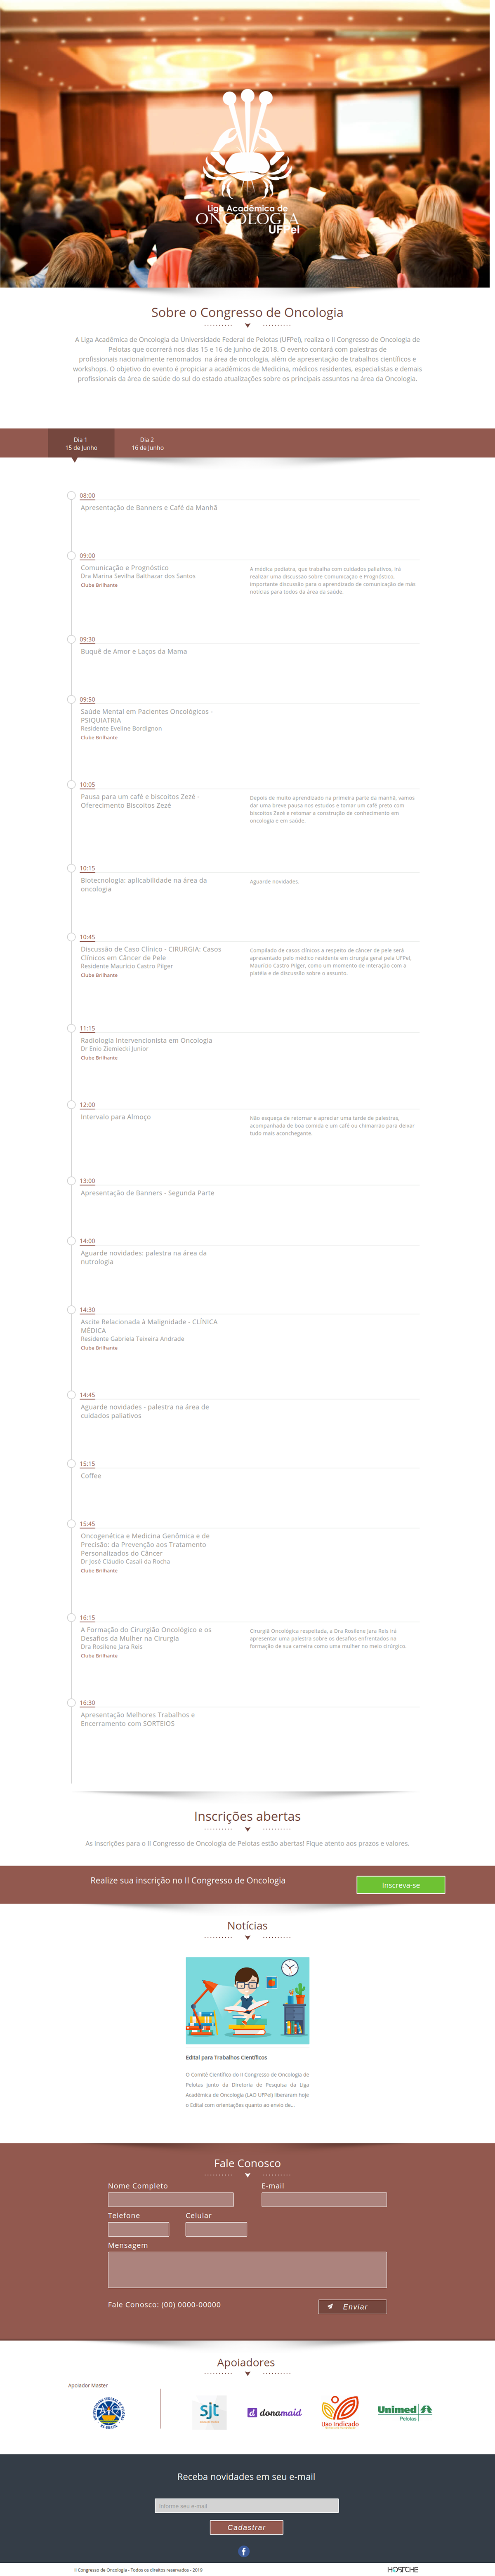 Liga Acadêmica de
ONCOLOGIA
UFPel
Sobre o Congresso de Oncologia
A Liga Acadêmica de Oncologia da Universidade Federal de Pelotas (UFPel), realiza o II Congresso de Oncologia de
Pelotas que ocorrerá nos dias 15 e 16 de junho de 2018. O evento contará com palestras de
profissionais nacionalmente renomados na área de oncologia, além de apresentação de trabalhos científicos e
workshops. O objetivo do evento é propiciar a acadêmicos de Medicina, médicos residentes, especialistas e demais
profissionais da área de saúde do sul do estado atualizações sobre os principais assuntos na área da Oncologia.
Dia 1
15 de Junho
Dia 2
16 de Junho
08:00
Apresentação de Banners e Café da Manhã
09:00
Comunicação e Prognóstico
Dra Marina Sevilha Balthazar dos Santos
Clube Brilhante
A médica pediatra, que trabalha com cuidados paliativos, irá
realizar uma discussão sobre Comunicação e Prognóstico,
importante discussão para o aprendizado de comunicação de más
notícias para todos da área da saúde.
09:30
Buquê de Amor e Laços da Mama
09:50
Saúde Mental em Pacientes Oncológicos -
PSIQUIATRIA
Residente Eveline Bordignon
Clube Brilhante
10:05
Pausa para um café e biscoitos Zezé -
Oferecimento Biscoitos Zezé
Depois de muito aprendizado na primeira parte da manhã, vamos
dar uma breve pausa nos estudos e tomar um café preto com
biscoitos Zezé e retomar a construção de conhecimento em
oncologia e em saúde.
10:15
Biotecnologia: aplicabilidade na área da
oncologia
Aguarde novidades.
10:45
Discussão de Caso Clínico - CIRURGIA: Casos
Clínicos em Câncer de Pele
Residente Maurício Castro Pilger
Clube Brilhante
Compilado de casos clínicos a respeito de câncer de pele será
apresentado pelo médico residente em cirurgia geral pela UFPel,
Maurício Castro Pilger, como um momento de interação com a
platéia e de discussão sobre o assunto.
11:15
Radiologia Intervencionista em Oncologia
Dr Enio Ziemiecki Junior
Clube Brilhante
12:00
Intervalo para Almoço
Não esqueça de retornar e apreciar uma tarde de palestras,
acompanhada de boa comida e um café ou chimarrão para deixar
tudo mais aconchegante.
13:00
Apresentação de Banners - Segunda Parte
14:00
Aguarde novidades: palestra na área da
nutrologia
14:30
Ascite Relacionada à Malignidade - CLÍNICA
MÉDICA
Residente Gabriela Teixeira Andrade
Clube Brilhante
14:45
Aguarde novidades - palestra na área de
cuidados paliativos
15:15
Coffee
15:45
Oncogenética e Medicina Genômica e de
Precisão: da Prevenção aos Tratamento
Personalizados do Câncer
Dr José Cláudio Casali da Rocha
Clube Brilhante
16:15
A Formação do Cirurgião Oncológico e os
Desafios da Mulher na Cirurgia
Dra Rosilene Jara Reis
Clube Brilhante
Cirurgiã Oncológica respeitada, a Dra Rosilene Jara Reis irá
apresentar uma palestra sobre os desafios enfrentados na
formação de sua carreira como uma mulher no meio cirúrgico.
16:30
Apresentação Melhores Trabalhos e
Encerramento com SORTEIOS
Inscrições abertas
As inscrições para o II Congresso de Oncologia de Pelotas estão abertas! Fique atento aos prazos e valores.
Realize sua inscrição no II Congresso de Oncologia
Inscreva-se
Notícias
Edital para Trabalhos Científicos
O Comitê Científico do II Congresso de Oncologia de
Pelotas junto da Diretoria de Pesquisa da Liga
Acadêmica de Oncologia (LAO UFPel) liberaram hoje
o Edital com orientações quanto ao envio de...
Fale Conosco
Nome Completo
E-mail
Telefone
Celular
Mensagem
Fale Conosco: (00) 0000-00000
Enviar
Apoiadores
Apoiador Master
UNIVERSIDADE FEDERAL DE PELOTAS
BRASIL
sjt
donamaid
Uso Indicado
Unimed
Pelotas
Receba novidades em seu e-mail
Informe seu e-mail
Cadastrar
II Congresso de Oncologia - Todos os direitos reservados - 2019
HOSTCHE